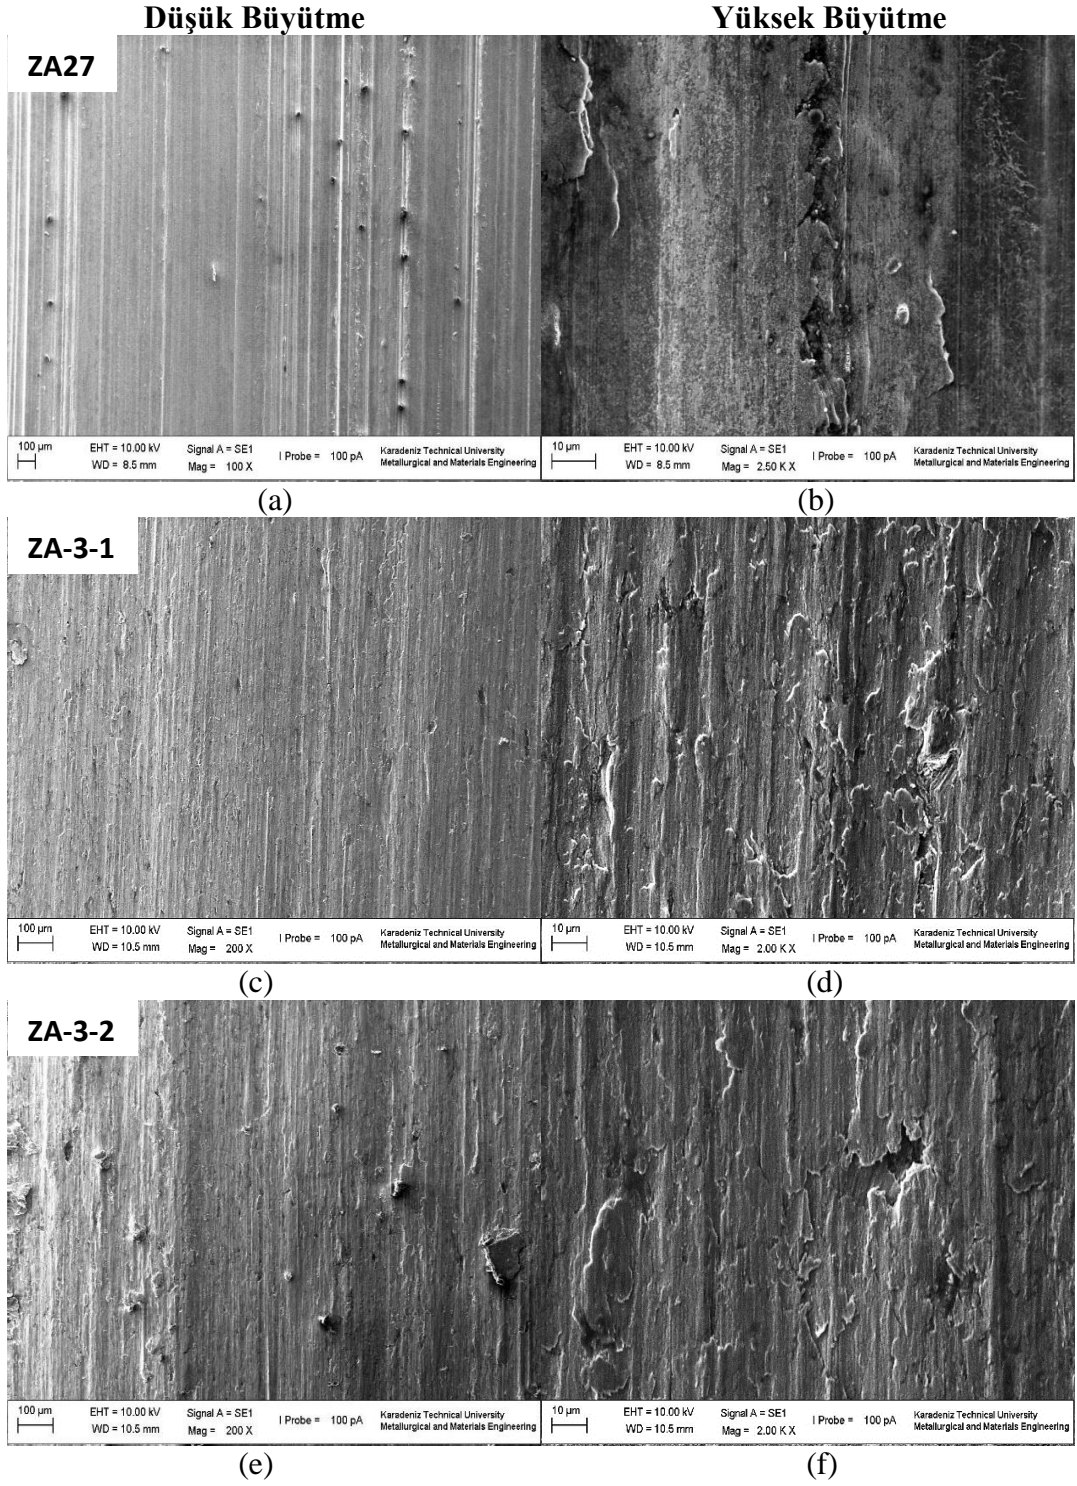 Düşük Büyütme
Yüksek Büyütme
ZA27
100 µm
EHT = 10.00 kV
WD = 8.5 mm
Signal A = SE1
Mag = 100 X
I Probe = 100 pA
Karadeniz Technical University
Metallurgical and Materials Engineering
10 µm
EHT = 10.00 kV
WD = 8.5 mm
Signal A = SE1
Mag = 2.50 K X
I Probe = 100 pA
Karadeniz Technical University
Metallurgical and Materials Engineering
(a)
(b)
ZA-3-1
100 µm
EHT = 10.00 kV
WD = 10.5 mm
Signal A = SE1
Mag = 200 X
I Probe = 100 pA
Karadeniz Technical University
Metallurgical and Materials Engineering
10 µm
EHT = 10.00 kV
WD = 10.5 mm
Signal A = SE1
Mag = 2.00 K X
I Probe = 100 pA
Karadeniz Technical University
Metallurgical and Materials Engineering
(c)
(d)
ZA-3-2
100 µm
EHT = 10.00 kV
WD = 10.5 mm
Signal A = SE1
Mag = 200 X
I Probe = 100 pA
Karadeniz Technical University
Metallurgical and Materials Engineering
10 µm
EHT = 10.00 kV
WD = 10.5 mm
Signal A = SE1
Mag = 2.00 K X
I Probe = 100 pA
Karadeniz Technical University
Metallurgical and Materials Engineering
(e)
(f)